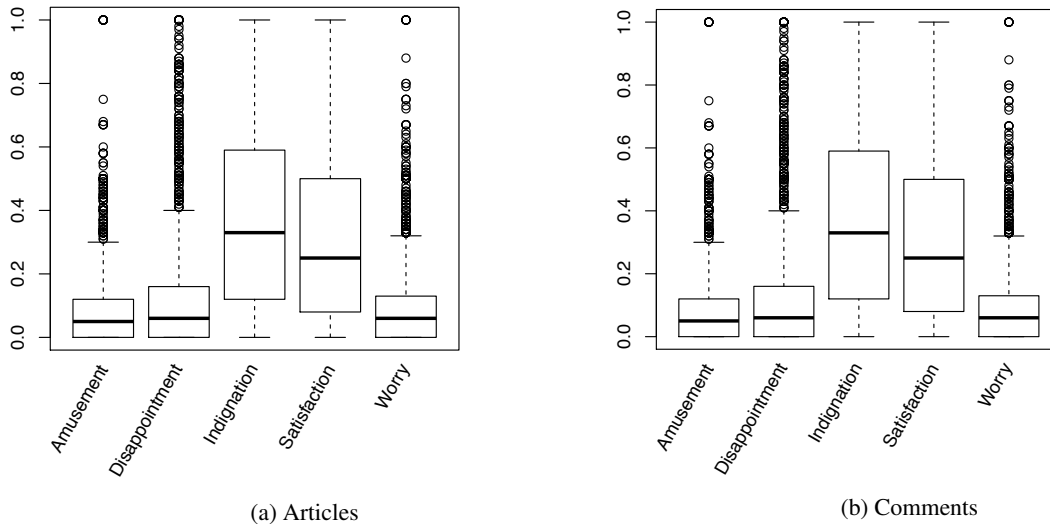 1.0
0.8
0.6
0.4
0.2
0.0
Amusement
Disappointment
Indignation
Satisfaction
Worry
(a) Articles
1.0
0.8
0.6
0.4
0.2
0.0
Amusement
Disappointment
Indignation
Satisfaction
Worry
(b) Comments